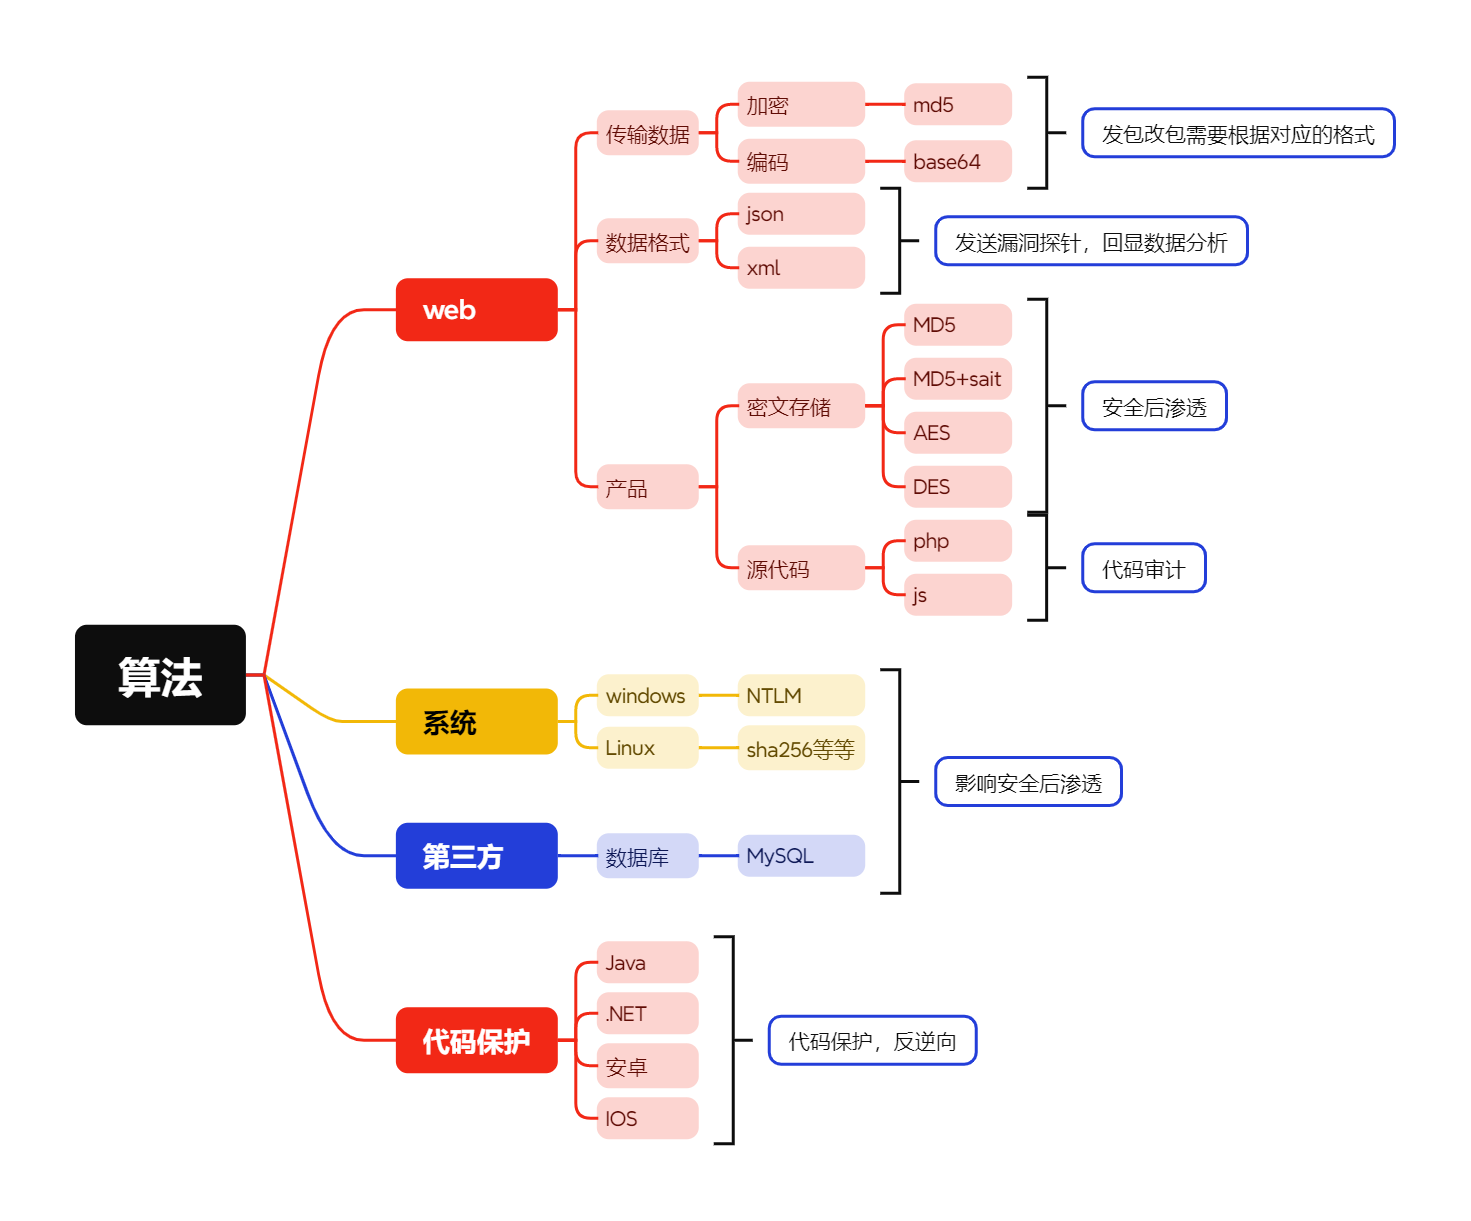 算法
web
传输数据
加密
md5
编码
base64
发包改包需要根据对应的格式
数据格式
json
xml
发送漏洞探针，回显数据分析
产品
密文存储
MD5
MD5+sait
AES
DES
安全后渗透
源代码
php
js
代码审计
系统
windows
NTLM
Linux
sha256等等
第三方
数据库
MySQL
影响安全后渗透
代码保护
Java
.NET
安卓
IOS
代码保护，反逆向